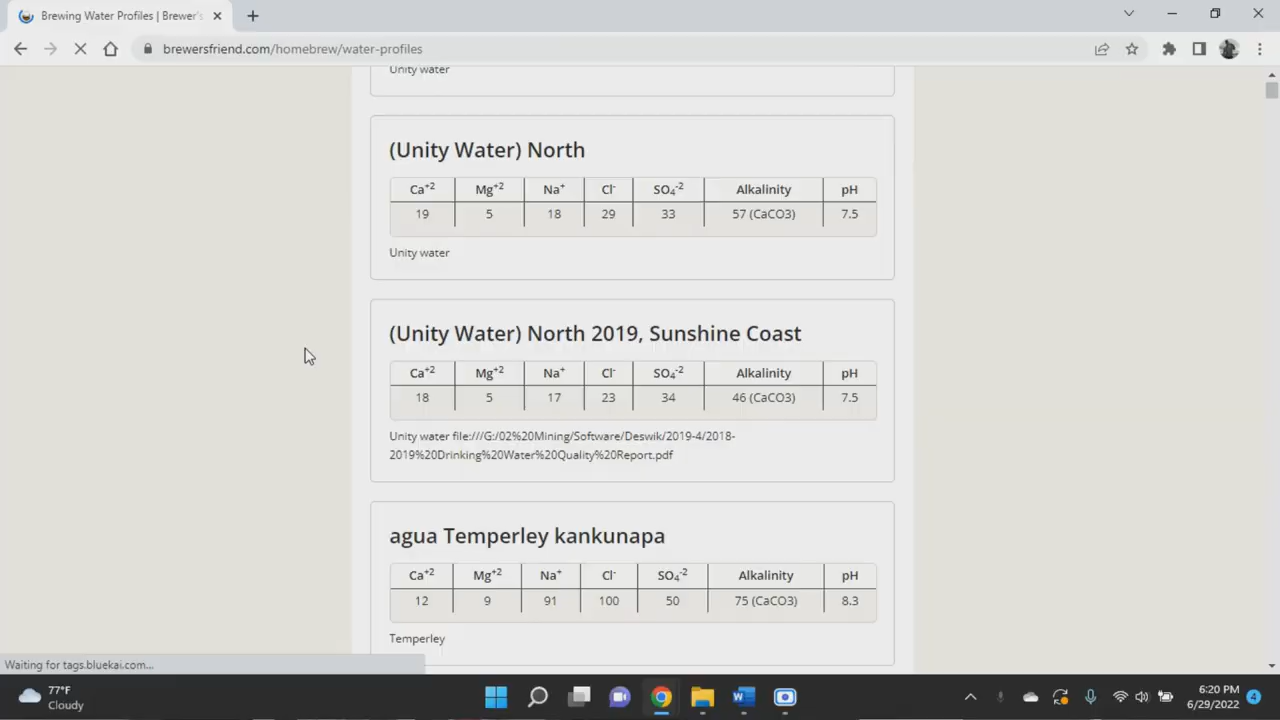 Brewing Water Profiles | Brewer's
brewersfriend.com/homebrew/water-profiles
Unity water
(Unity Water) North
Ca+2 Mg+2 Na+ Cl- SO4-2 Alkalinity pH
19 5 18 29 33 57 (CaCO3) 7.5
Unity water
(Unity Water) North 2019, Sunshine Coast
Ca+2 Mg+2 Na+ Cl- SO4-2 Alkalinity pH
18 5 17 23 34 46 (CaCO3) 7.5
Unity water file:///G:/02%20Mining/Software/Deswik/2019-4/2018-
2019%20Drinking%20Water%20Quality%20Report.pdf
agua Temperley kankunapa
Ca+2 Mg+2 Na+ Cl- SO4-2 Alkalinity pH
12 9 91 100 50 75 (CaCO3) 8.3
Temperley
Waiting for tags.bluekai.com...
77°F
Cloudy
6:20 PM
6/29/2022
4